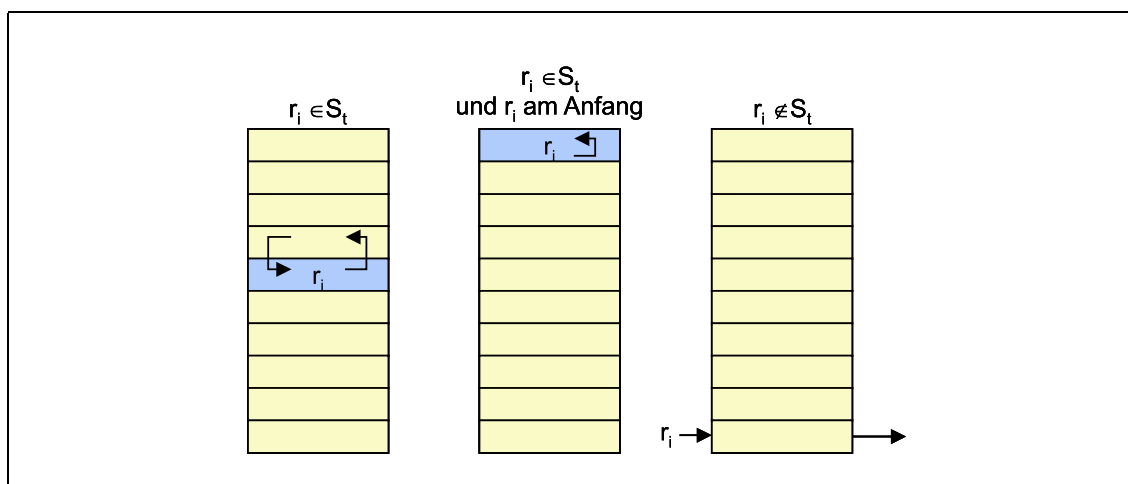 rᵢ ∈Sₜ
rᵢ ∈Sₜ
und rᵢ am Anfang
rᵢ ∉Sₜ
rᵢ
rᵢ
rᵢ